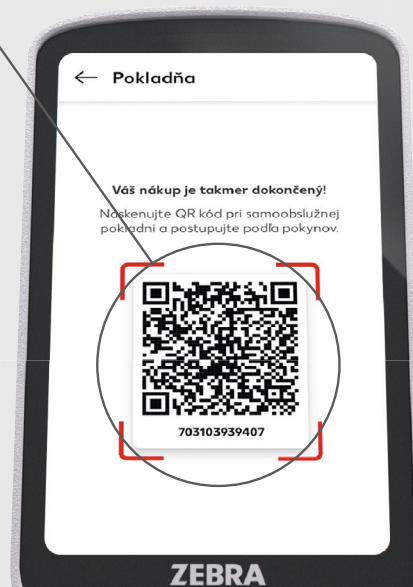 ← Pokladňa
Váš nákup je takmer dokončený!
Naskenujte QR kód pri samoobslužnej
pokladni a postupujte podľa pokynov.
703103939407
ZEBRA